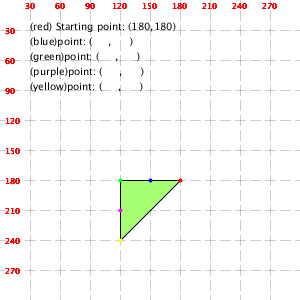 30 60 90 120 150 180 210 240 270
30
(red) Starting point: (180,180)
(blue)point: (    ,    )
(green)point: (    ,    )
60
(purple)point: (    ,    )
(yellow)point: (    ,    )
90
120
150
180
210
240
270